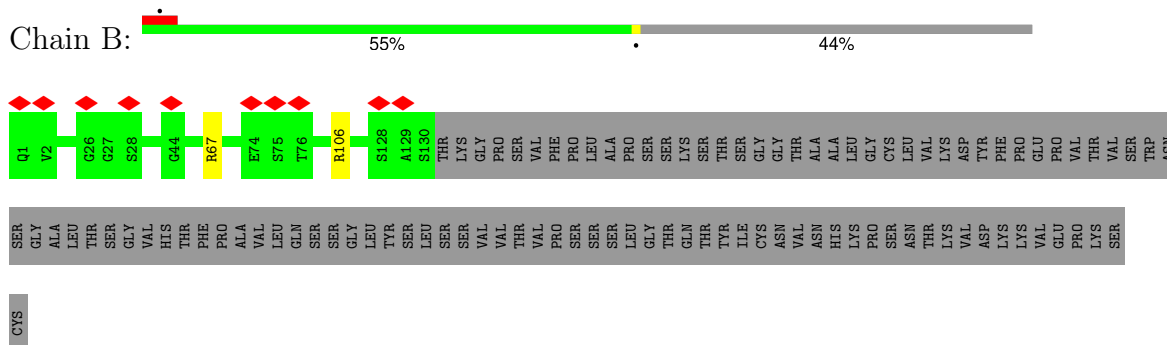 Chain B:
55% • 44%
Q1 V2 G26 G27 S28 G44 R67 E74 S75 T76 R106 S128 A129 S130 THR LYS GLY PRO SER VAL PHE PRO LEU ALA PRO SER SER LYS SER THR SER GLY GLY THR ALA ALA LEU GLY CYS LEU VAL LYS ASP TYR PHE PRO GLU PRO VAL THR VAL SER TRP ASN
SER GLY ALA LEU THR SER GLY VAL HIS THR PHE PRO ALA VAL LEU GLN SER SER GLY LEU TYR SER LEU SER SER VAL VAL THR VAL PRO SER SER SER LEU GLY THR GLN THR TYR ILE CYS ASN VAL ASN HIS LYS PRO SER ASN THR LYS VAL ASP LYS LYS VAL GLU PRO LYS SER
CYS